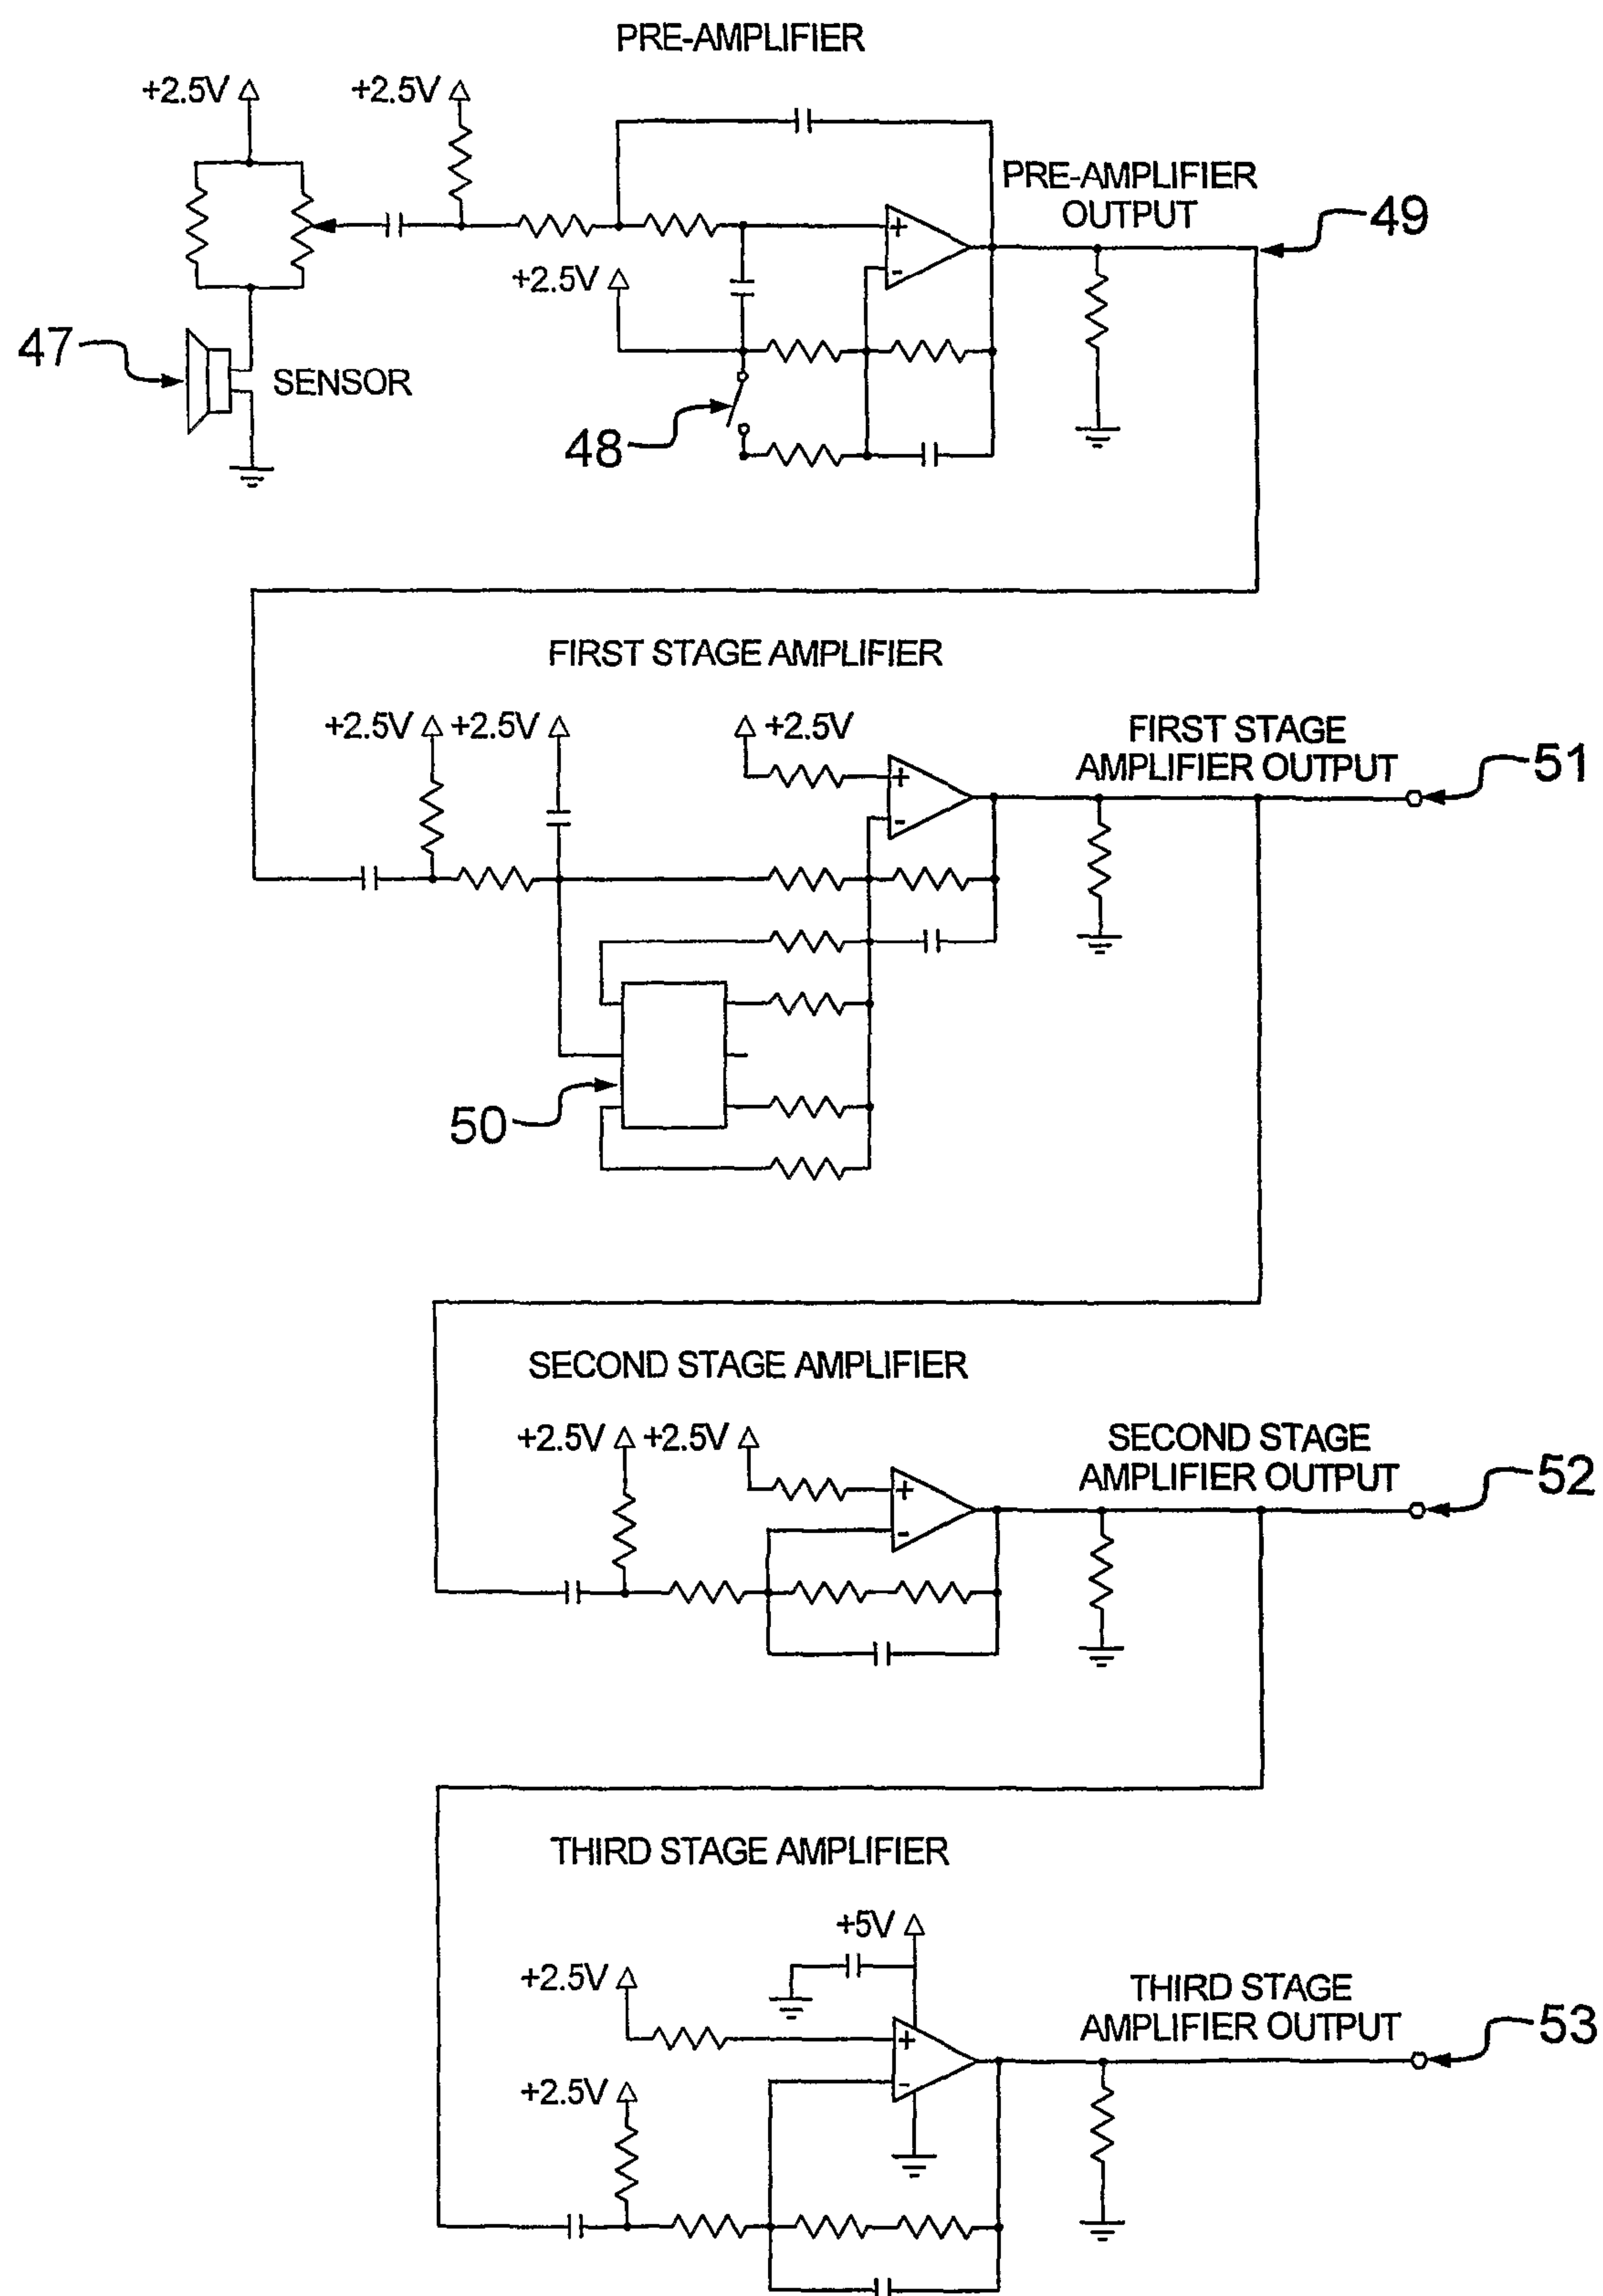 PRE-AMPLIFIER
+2.5V
+2.5V
PRE-AMPLIFIER
OUTPUT
49
+2.5V
+
-
47
SENSOR
48
FIRST STAGE AMPLIFIER
+2.5V
+2.5V
+2.5V
FIRST STAGE
AMPLIFIER OUTPUT
51
+
-
50
SECOND STAGE AMPLIFIER
+2.5V
+2.5V
SECOND STAGE
AMPLIFIER OUTPUT
52
+
-
THIRD STAGE AMPLIFIER
+5V
+2.5V
THIRD STAGE
AMPLIFIER OUTPUT
53
+
-
+2.5V